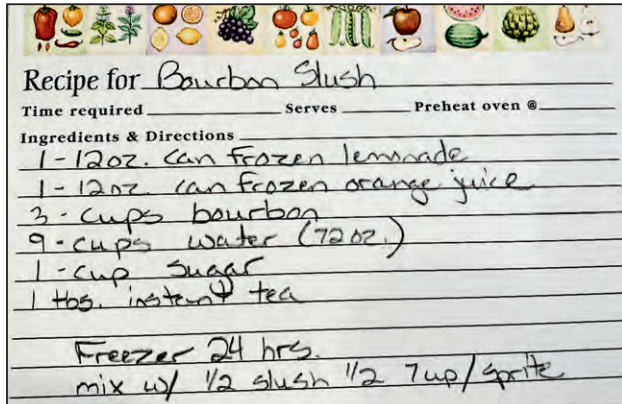 Recipe for Bourbon Slush
Time required Serves Preheat oven @
Ingredients & Directions
1 - 12oz. can frozen lemonade
1 - 12oz. can frozen orange juice
3 - cups bourbon
9 - cups water (72oz.)
1 - cup sugar
1 tbs. instant tea
Freezer 24 hrs.
mix w/ 1/2 slush 1/2 7up/sprite